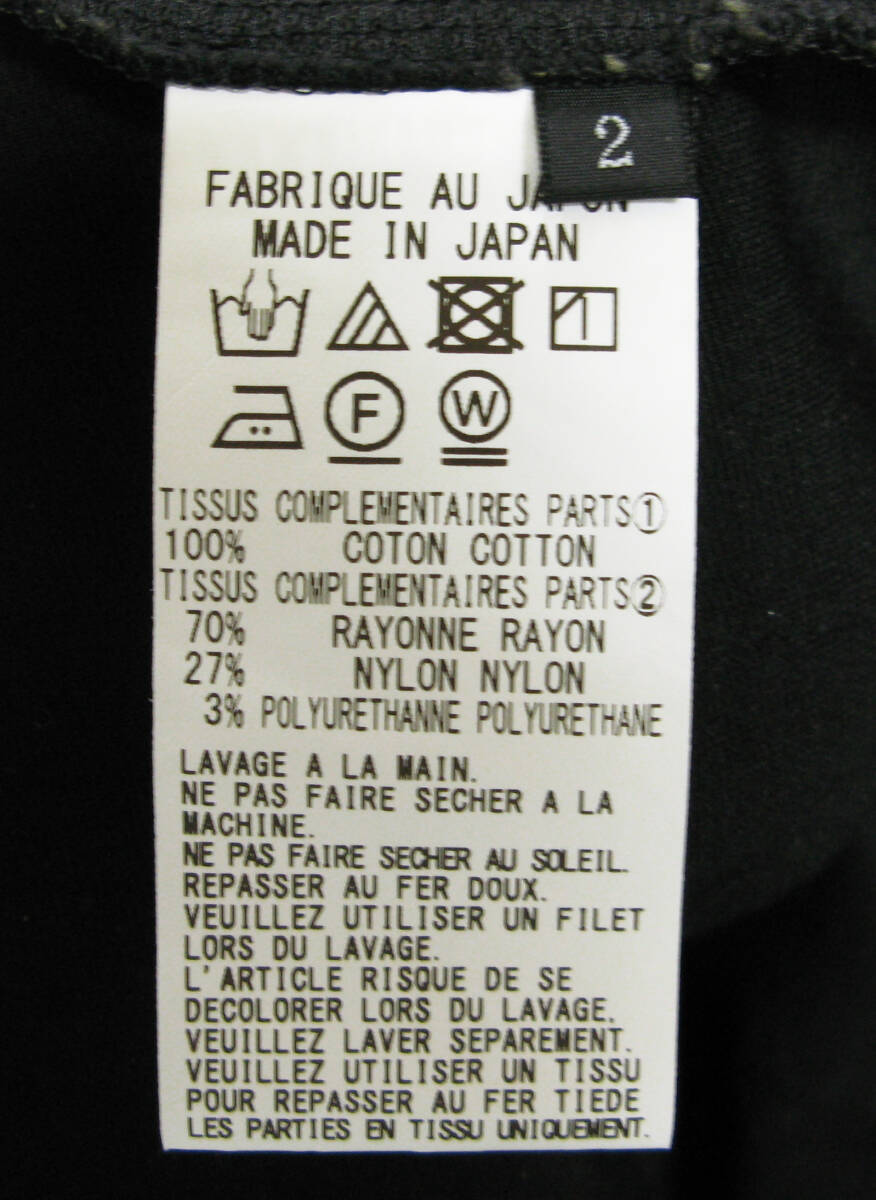 2
FABRIQUE AU JAPON
MADE IN JAPAN
F
W
TISSUS COMPLEMENTAIRES PARTS①
100% COTON COTTON
TISSUS COMPLEMENTAIRES PARTS②
70% RAYONNE RAYON
27% NYLON NYLON
3% POLYURETHANNE POLYURETHANE
LAVAGE A LA MAIN.
NE PAS FAIRE SECHER A LA
MACHINE.
NE PAS FAIRE SECHER AU SOLEIL.
REPASSER AU FER DOUX.
VEUILLEZ UTILISER UN FILET
LORS DU LAVAGE.
L'ARTICLE RISQUE DE SE
DECOLORER LORS DU LAVAGE.
VEUILLEZ LAVER SEPAREMENT.
VEUILLEZ UTILISER UN TISSU
POUR REPASSER AU FER TIEDE
LES PARTIES EN TISSU UNIQUEMENT.